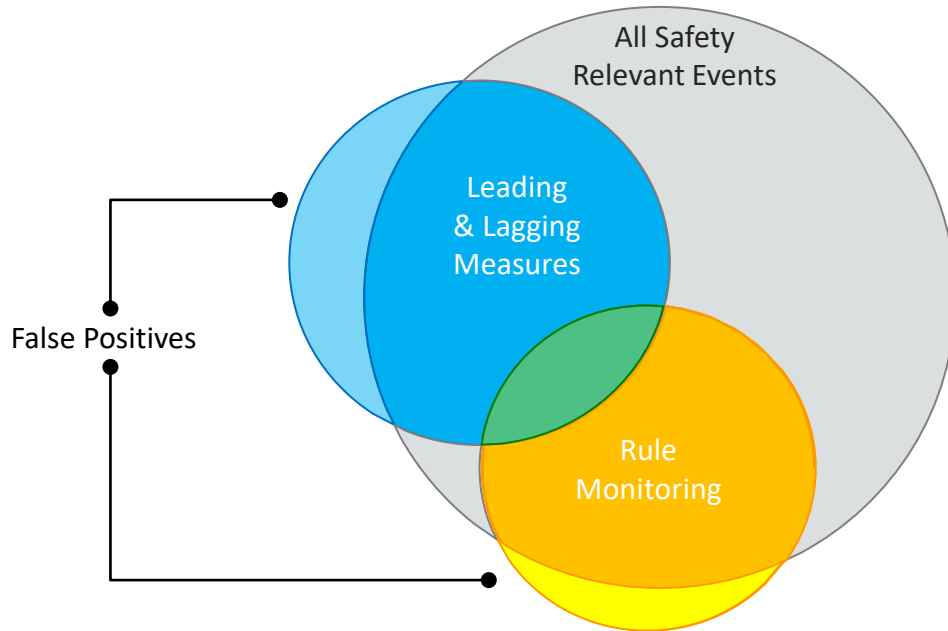 All Safety
Relevant Events
Leading
& Lagging
Measures
False Positives
Rule
Monitoring